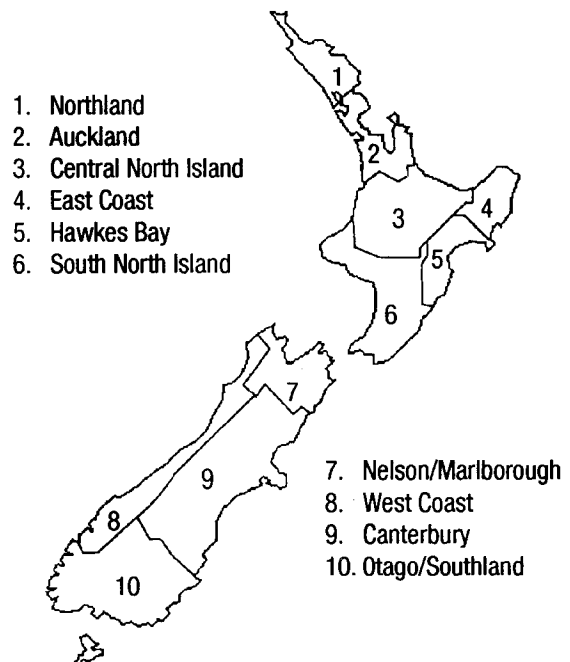 1. Northland
2. Auckland
3. Central North Island
4. East Coast
5. Hawkes Bay
6. South North Island
1
2
3
4
5
6
7
8
9
10
7. Nelson/Marlborough
8. West Coast
9. Canterbury
10. Otago/Southland